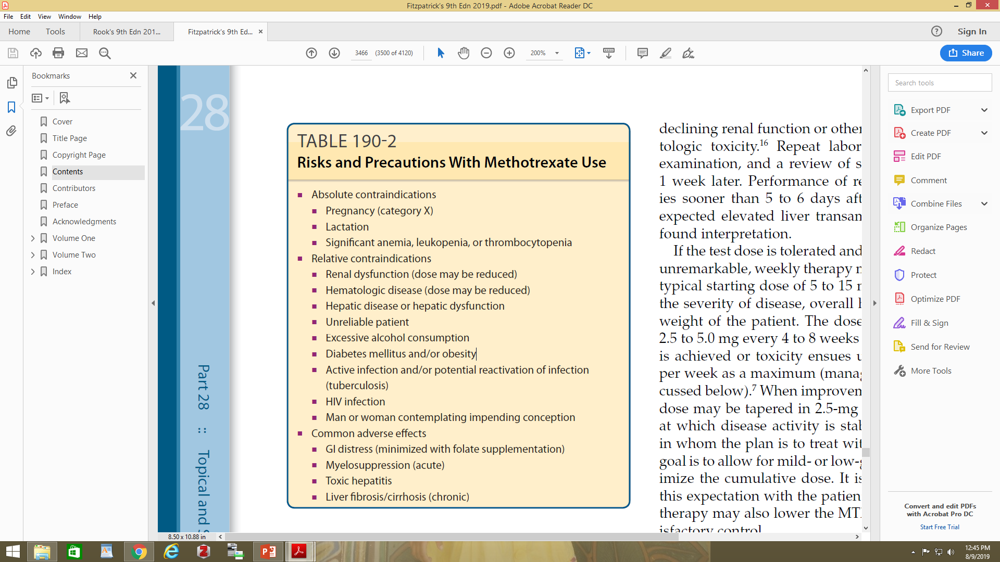 Fitzpatrick's 9th Edn 2019.pdf - Adobe Acrobat Reader DC
File Edit View Window Help
Home Tools Rook's 9th Edn 201... Fitzpatrick's 9th Ed... Sign In
3466 (3500 of 4120) 200% Share
Bookmarks
Cover
Title Page
Copyright Page
Contents
Contributors
Preface
Acknowledgments
Volume One
Volume Two
Index
28
Part 28 :: Topical and S
TABLE 190-2
Risks and Precautions With Methotrexate Use
Absolute contraindications
Pregnancy (category X)
Lactation
Significant anemia, leukopenia, or thrombocytopenia
Relative contraindications
Renal dysfunction (dose may be reduced)
Hematologic disease (dose may be reduced)
Hepatic disease or hepatic dysfunction
Unreliable patient
Excessive alcohol consumption
Diabetes mellitus and/or obesity
Active infection and/or potential reactivation of infection
(tuberculosis)
HIV infection
Man or woman contemplating impending conception
Common adverse effects
GI distress (minimized with folate supplementation)
Myelosuppression (acute)
Toxic hepatitis
Liver fibrosis/cirrhosis (chronic)
declining renal function or other
tologic toxicity.16 Repeat labor
examination, and a review of s
1 week later. Performance of re
ies sooner than 5 to 6 days aft
expected elevated liver transam
found interpretation.
If the test dose is tolerated and
unremarkable, weekly therapy
typical starting dose of 5 to 15
the severity of disease, overall
weight of the patient. The dose
2.5 to 5.0 mg every 4 to 8 weeks
is achieved or toxicity ensues u
per week as a maximum (manag
cussed below).7 When improvem
dose may be tapered in 2.5-mg
at which disease activity is stab
in whom the plan is to treat wit
goal is to allow for mild- or low-g
imize the cumulative dose. It is
this expectation with the patien
therapy may also lower the MT
isfactory control.
8.50 x 10.88 in
Search tools
Export PDF
Create PDF
Edit PDF
Comment
Combine Files
Organize Pages
Redact
Protect
Optimize PDF
Fill & Sign
Send for Review
More Tools
Convert and edit PDFs
with Acrobat Pro DC
Start Free Trial
12:45 PM
8/9/2019